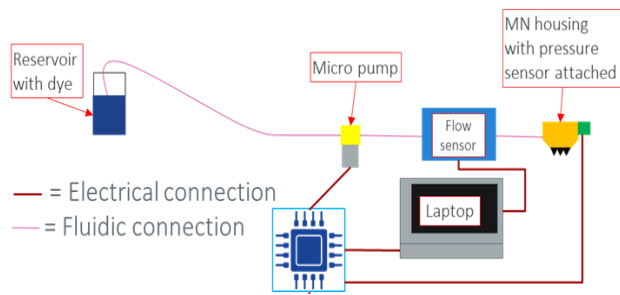 Reservoir
with dye
Micro pump
MN housing
with pressure
sensor attached
Flow
sensor
Laptop
= Electrical connection
= Fluidic connection